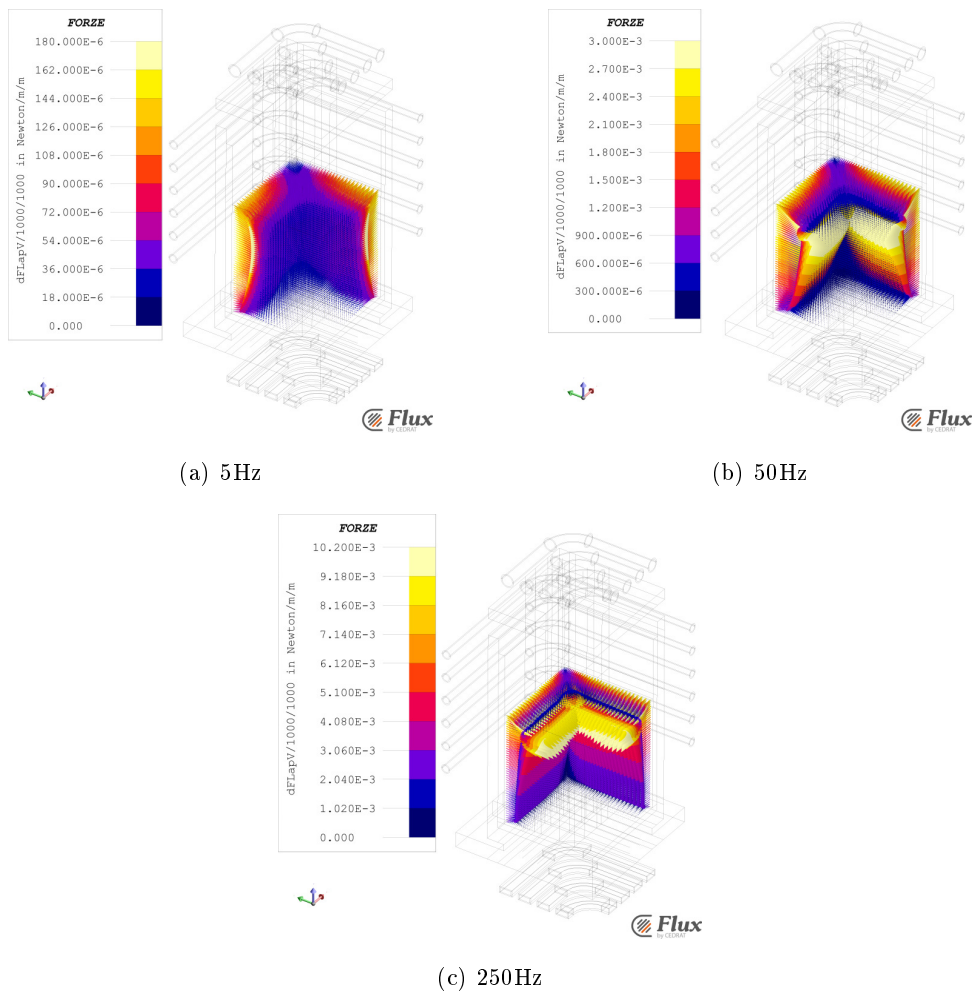 FORZE
180.000E-6
162.000E-6
144.000E-6
126.000E-6
108.000E-6
90.000E-6
72.000E-6
54.000E-6
36.000E-6
18.000E-6
0.000
dFLapV/1000/1000 in Newton/m/m
Flux
by CEDRAT
(a) 5Hz
FORZE
3.000E-3
2.700E-3
2.400E-3
2.100E-3
1.800E-3
1.500E-3
1.200E-3
900.000E-6
600.000E-6
300.000E-6
0.000
dFLapV/1000/1000 in Newton/m/m
Flux
by CEDRAT
(b) 50Hz
FORZE
10.200E-3
9.180E-3
8.160E-3
7.140E-3
6.120E-3
5.100E-3
4.080E-3
3.060E-3
2.040E-3
1.020E-3
0.000
dFLapV/1000/1000 in Newton/m/m
Flux
by CEDRAT
(c) 250Hz